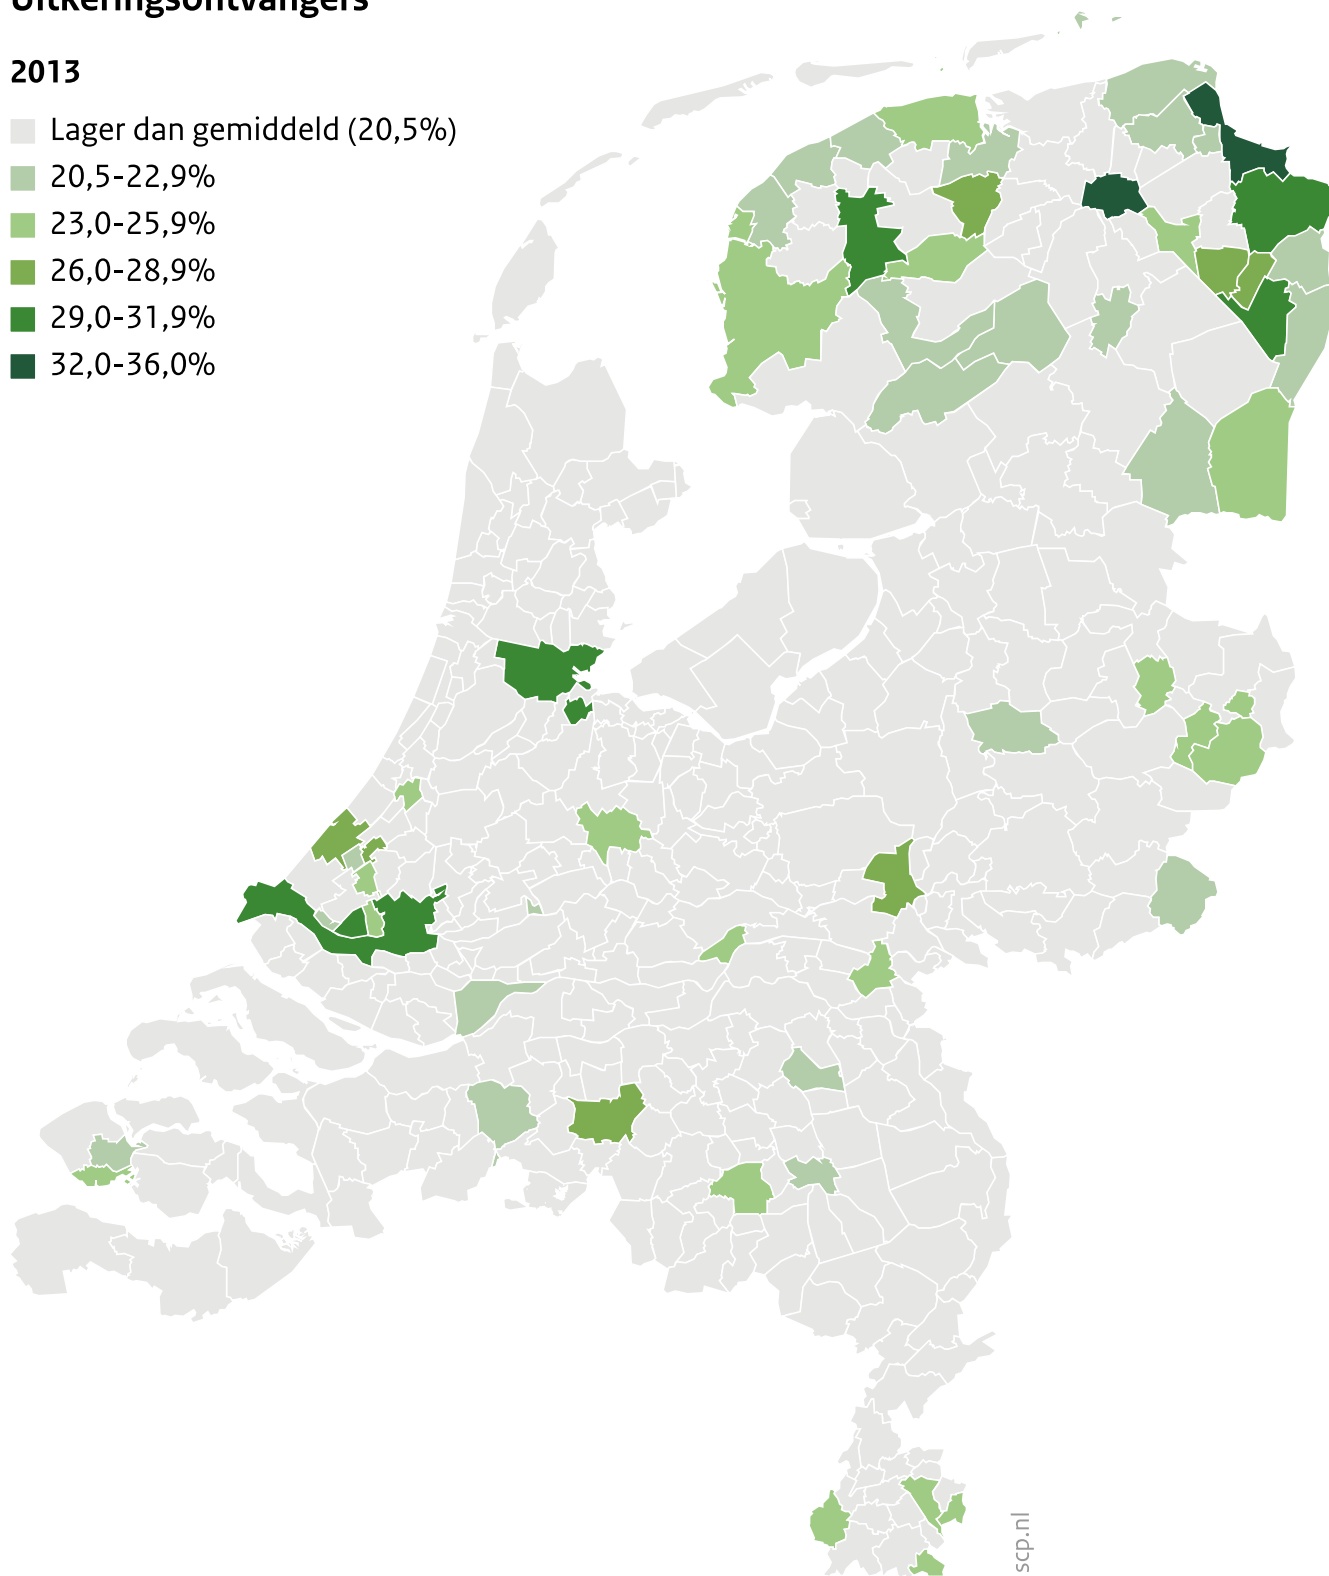 Uitkeringsontvangers
2013
Lager dan gemiddeld (20,5%)
20,5-22,9%
23,0-25,9%
26,0-28,9%
29,0-31,9%
32,0-36,0%
scp.nl